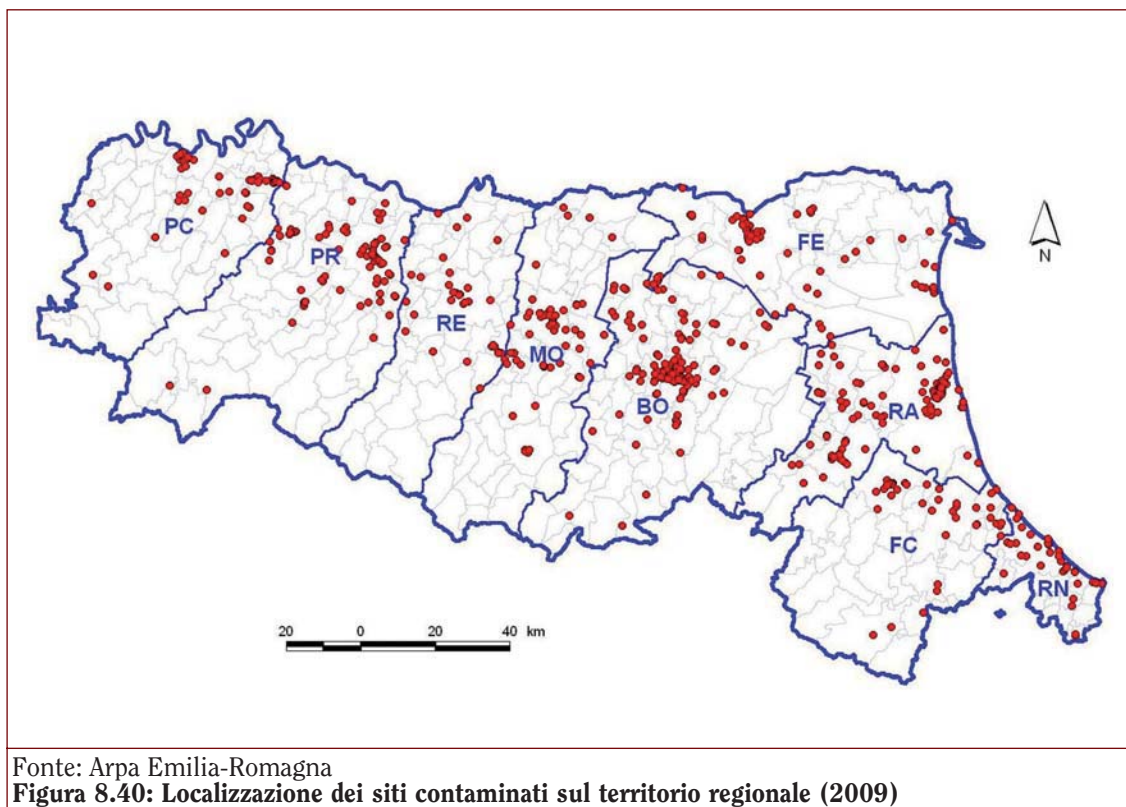 N
PC
PR
RE
MO
BO
FE
RA
FC
RN
20 0 20 40 km
Fonte: Arpa Emilia-Romagna
Figura 8.40: Localizzazione dei siti contaminati sul territorio regionale (2009)